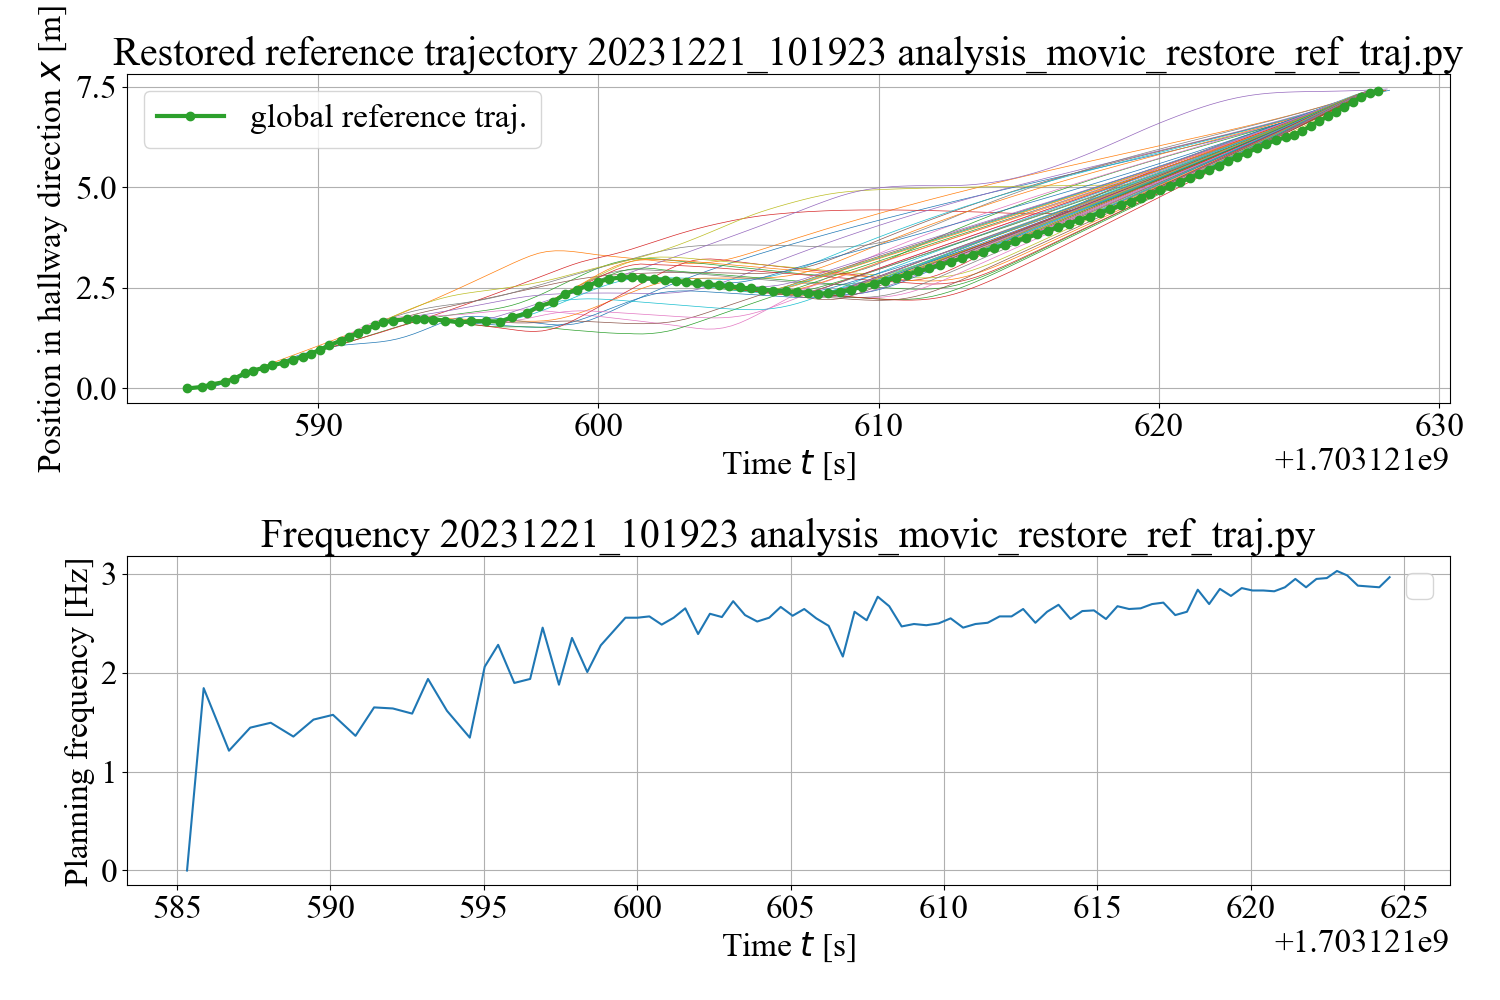 Restored reference trajectory 20231221_101923 analysis_movic_restore_ref_traj.py
Position in hallway direction x [m]
7.5
5.0
2.5
0.0
global reference traj.
590 600 610 620 630
Time t [s]
+1.703121e9
Frequency 20231221_101923 analysis_movic_restore_ref_traj.py
Planning frequency [Hz]
3
2
1
0
585 590 595 600 605 610 615 620 625
Time t [s]
+1.703121e9